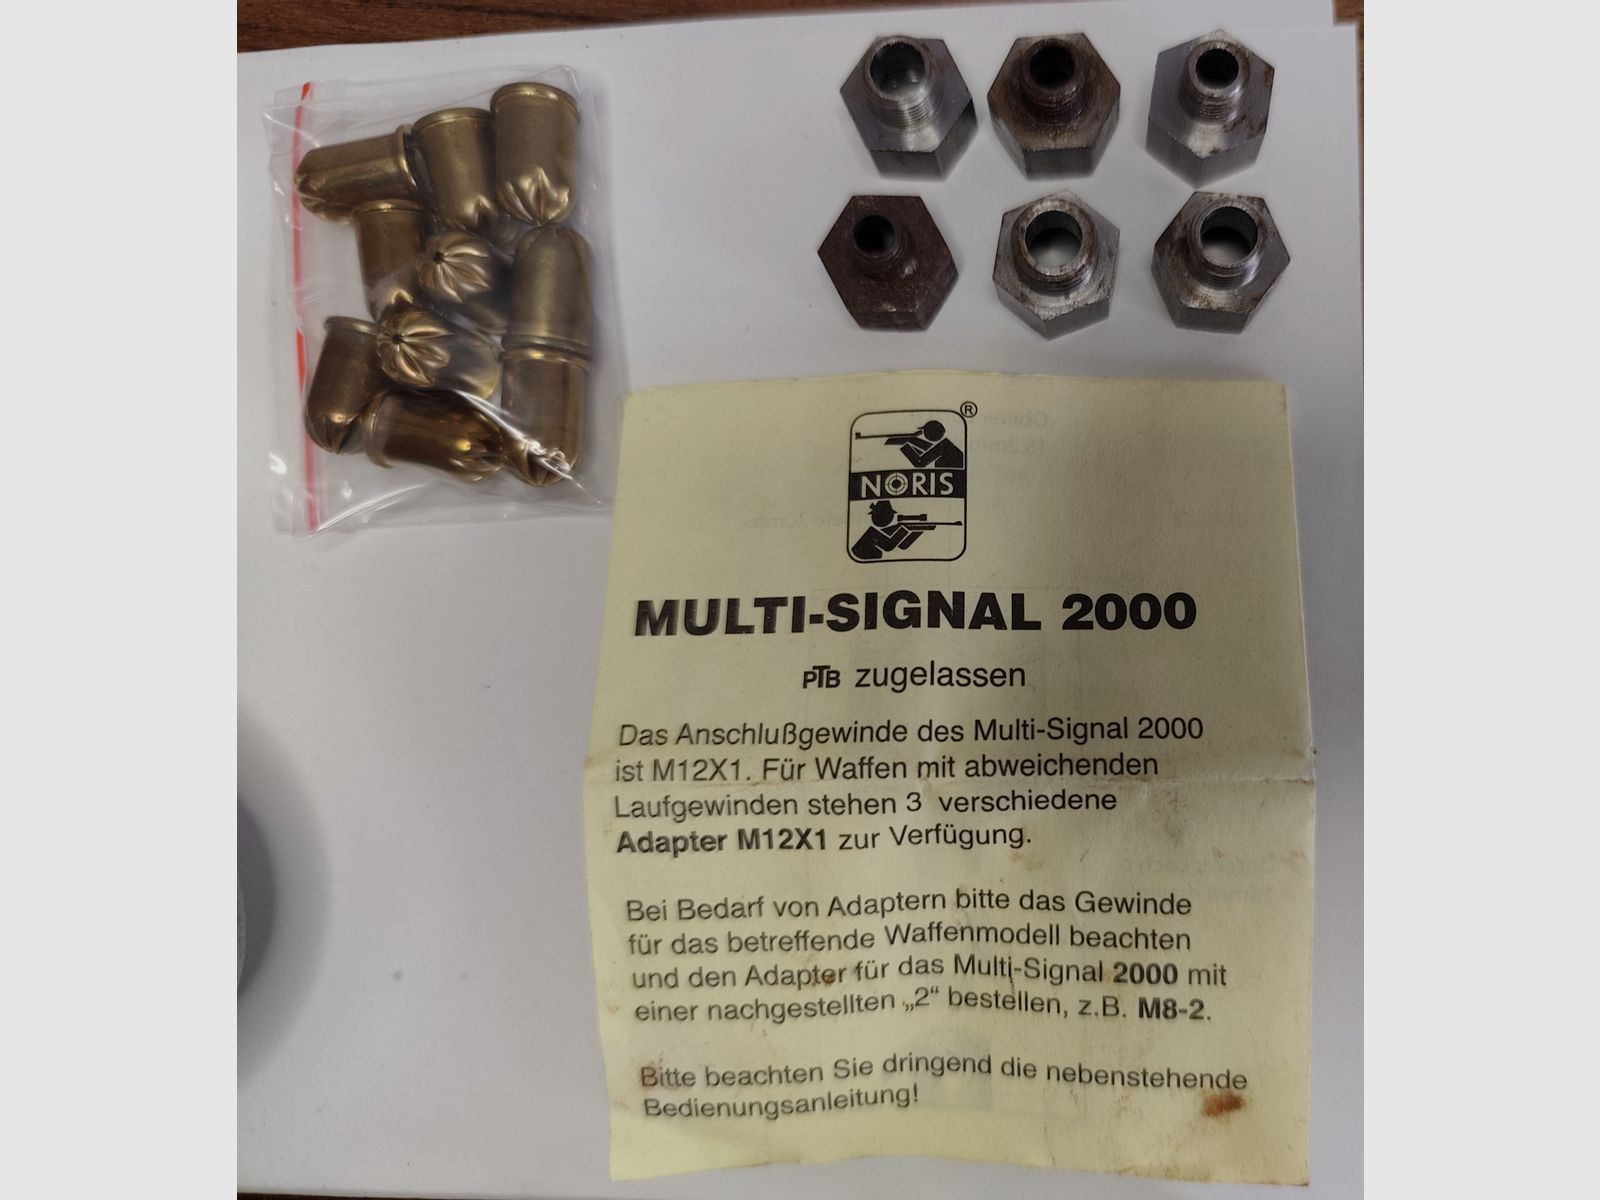 ®
NORIS
MULTI-SIGNAL 2000
PTB zugelassen
Das Anschlußgewinde des Multi-Signal 2000
ist M12X1. Für Waffen mit abweichenden
Laufgewinden stehen 3 verschiedene
Adapter M12X1 zur Verfügung.
Bei Bedarf von Adaptern bitte das Gewinde
für das betreffende Waffenmodell beachten
und den Adapter für das Multi-Signal 2000 mit
einer nachgestellten „2“ bestellen, z.B. M8-2.
Bitte beachten Sie dringend die nebenstehende
Bedienungsanleitung!